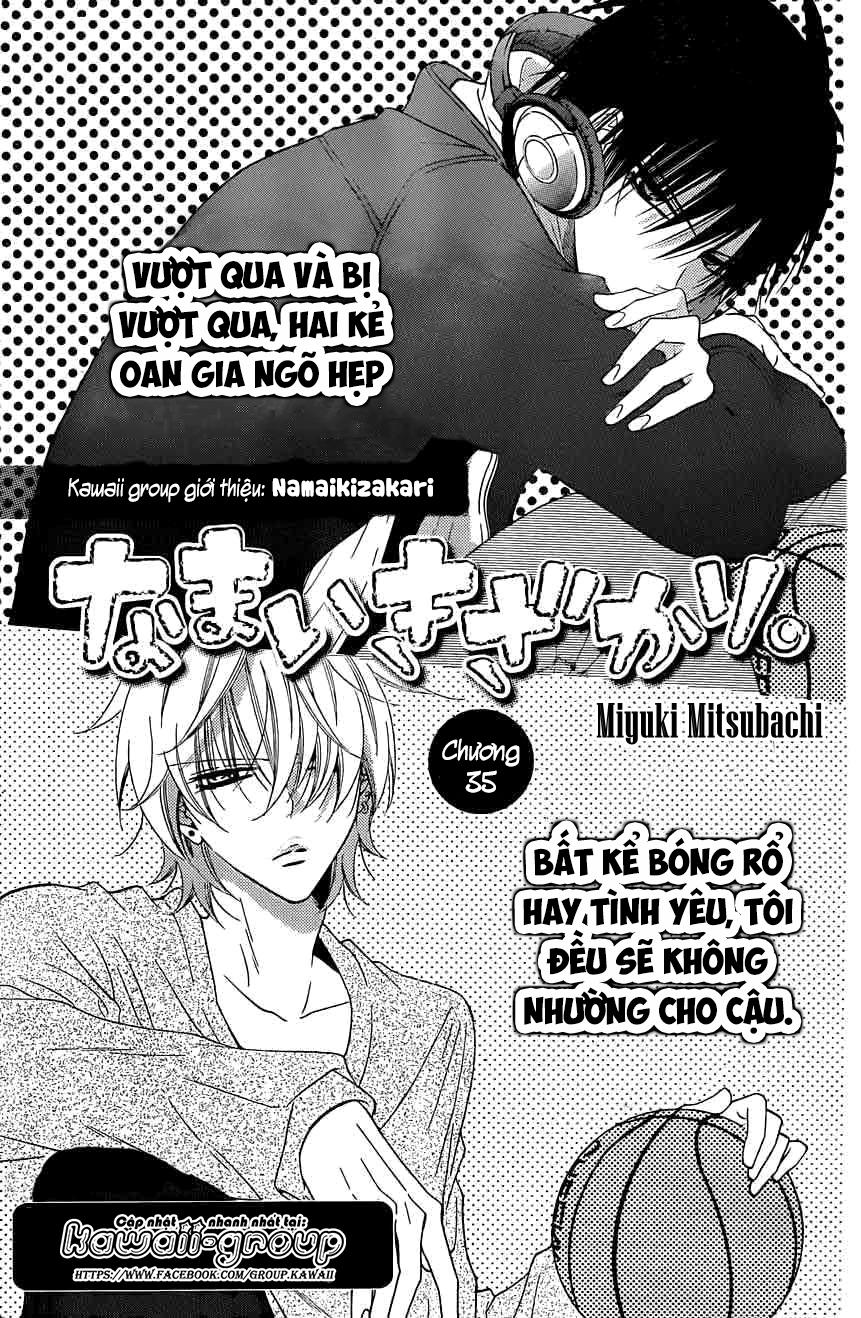 VƯỢT QUA VÀ BỊ
VƯỢT QUA, HAI KẺ
OAN GIA NGÕ HẸP
Kawaii group giới thiệu: Namaikizakari
なまいきざかり。
Miyuki Mitsubachi
Chương
35
BẤT KỂ BÓNG RỔ
HAY TÌNH YÊU, TÔI
ĐỀU SẼ KHÔNG
NHƯỜNG CHO CẬU.
Cập nhật nhanh nhất tại:
kawaii-group
HTTPS://WWW.FACEBOOK.COM/GROUP.KAWAII